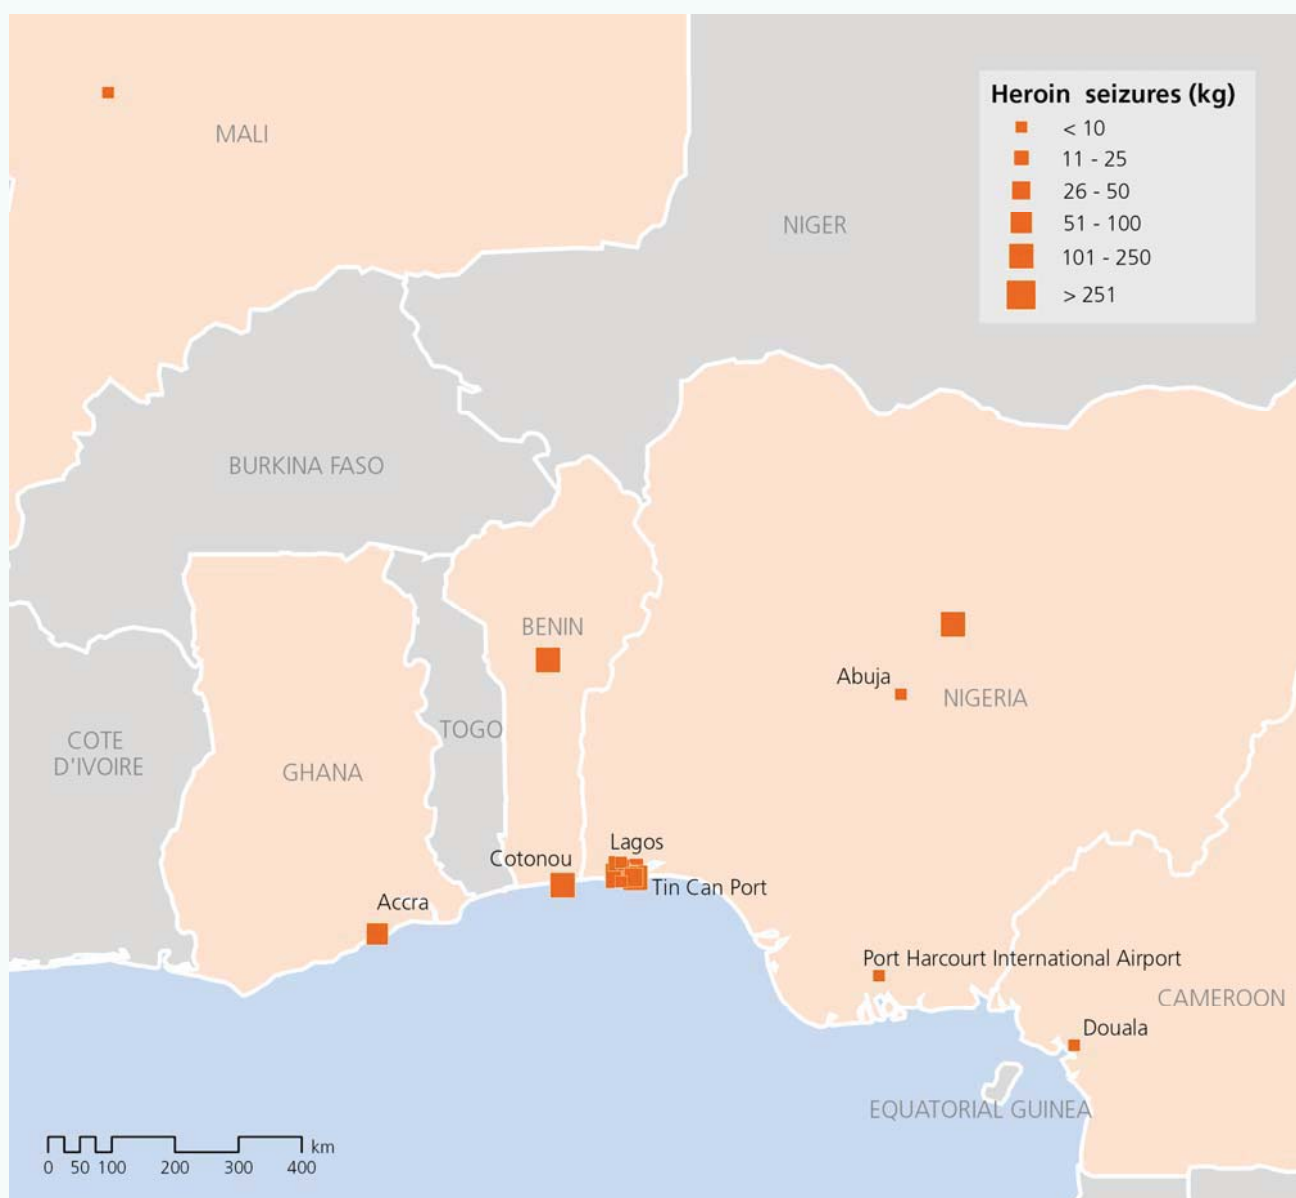 Heroin seizures (kg)
< 10
11 - 25
26 - 50
51 - 100
101 - 250
> 251
MALI
NIGER
BURKINA FASO
BENIN
Abuja
NIGERIA
TOGO
COTE
D'IVOIRE
GHANA
Lagos
Cotonou
Tin Can Port
Accra
Port Harcourt International Airport
CAMEROON
Douala
EQUATORIAL GUINEA
km
0 50 100 200 300 400